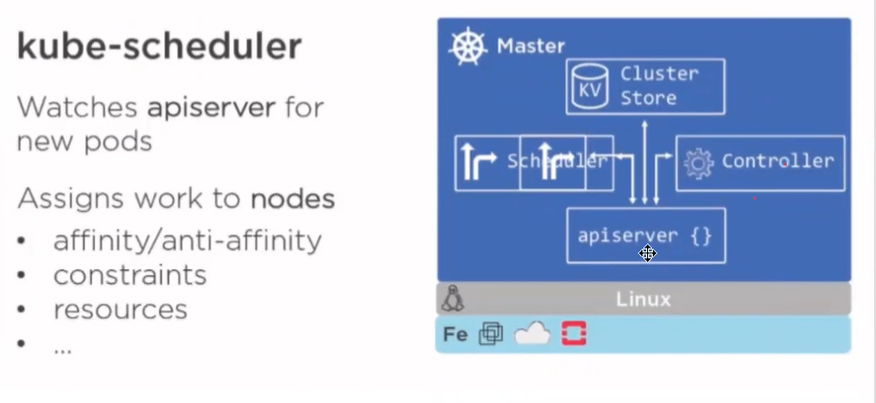 kube-scheduler
Watches apiserver for
new pods
Assigns work to nodes
• affinity/anti-affinity
• constraints
• resources
• ...
Master
KV
Cluster
Store
Scheduler
Controller
apiserver {}
Linux
Fe